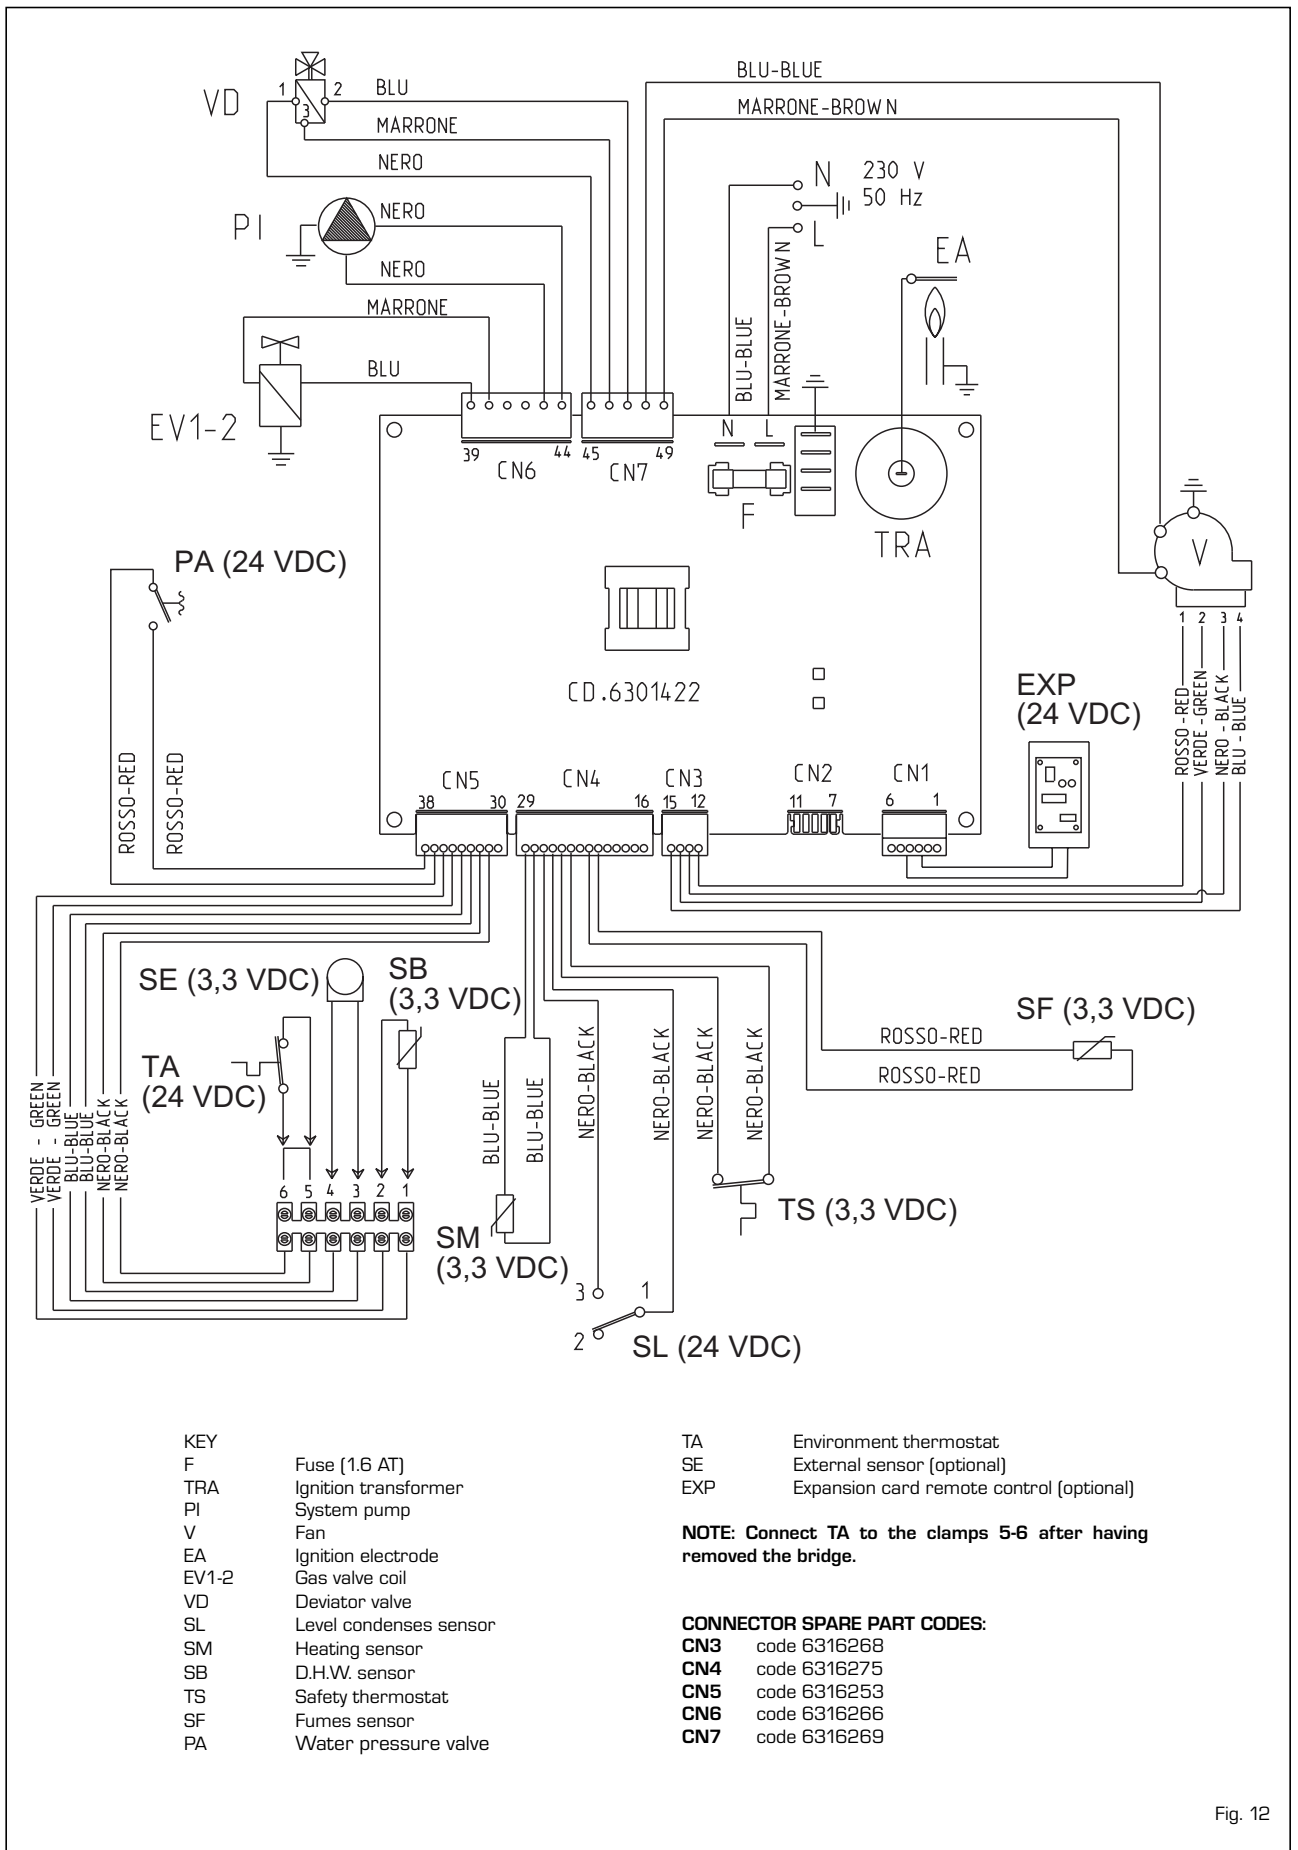 BLU-BLUE
MARRONE-BROWN
VD
1
2
3
BLU
MARRONE
NERO
N
230 V
50 Hz
L
PI
NERO
NERO
EA
MARRONE
BLU
EV1-2
BLU-BLUE
MARRONE-BROWN
N L
39 44 45 49
CN6 CN7
F
TRA
V
PA (24 VDC)
1 2 3 4
CD.6301422
EXP
(24 VDC)
ROSSO-RED
VERDE-GREEN
NERO-BLACK
BLU-BLUE
ROSSO-RED
ROSSO-RED
CN5 CN4 CN3 CN2 CN1
38 30 29 16 15 12 11 7 6 1
SE (3,3 VDC)
SB
(3,3 VDC)
SF (3,3 VDC)
ROSSO-RED
ROSSO-RED
TA
(24 VDC)
VERDE - GREEN
VERDE - GREEN
BLU-BLUE
BLU-BLUE
NERO-BLACK
NERO-BLACK
BLU-BLUE
BLU-BLUE
NERO-BLACK
NERO-BLACK
NERO-BLACK
NERO-BLACK
6 5 4 3 2 1
TS (3,3 VDC)
SM
(3,3 VDC)
3
1
2
SL (24 VDC)
KEY
F Fuse (1.6 AT)
TRA Ignition transformer
PI System pump
V Fan
EA Ignition electrode
EV1-2 Gas valve coil
VD Deviator valve
SL Level condenses sensor
SM Heating sensor
SB D.H.W. sensor
TS Safety thermostat
SF Fumes sensor
PA Water pressure valve
TA Environment thermostat
SE External sensor (optional)
EXP Expansion card remote control (optional)
NOTE: Connect TA to the clamps 5-6 after having
removed the bridge.
CONNECTOR SPARE PART CODES:
CN3 code 6316268
CN4 code 6316275
CN5 code 6316253
CN6 code 6316266
CN7 code 6316269
Fig. 12